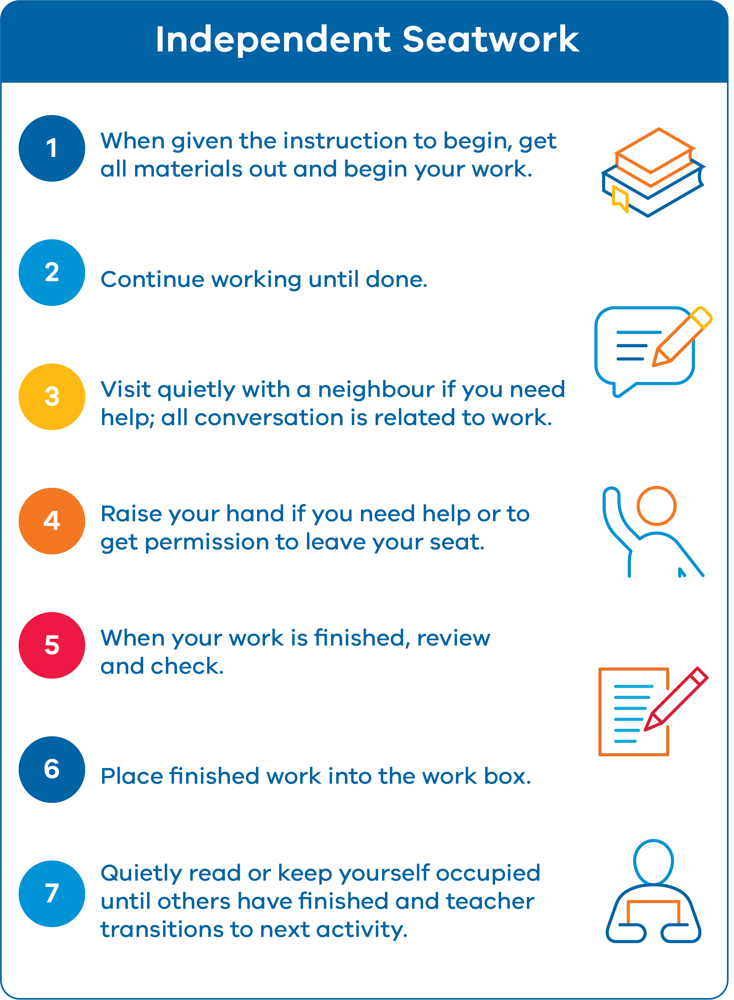 Independent Seatwork
1
When given the instruction to begin, get
all materials out and begin your work.
2
Continue working until done.
3
Visit quietly with a neighbour if you need
help; all conversation is related to work.
4
Raise your hand if you need help or to
get permission to leave your seat.
5
When your work is finished, review
and check.
6
Place finished work into the work box.
7
Quietly read or keep yourself occupied
until others have finished and teacher
transitions to next activity.